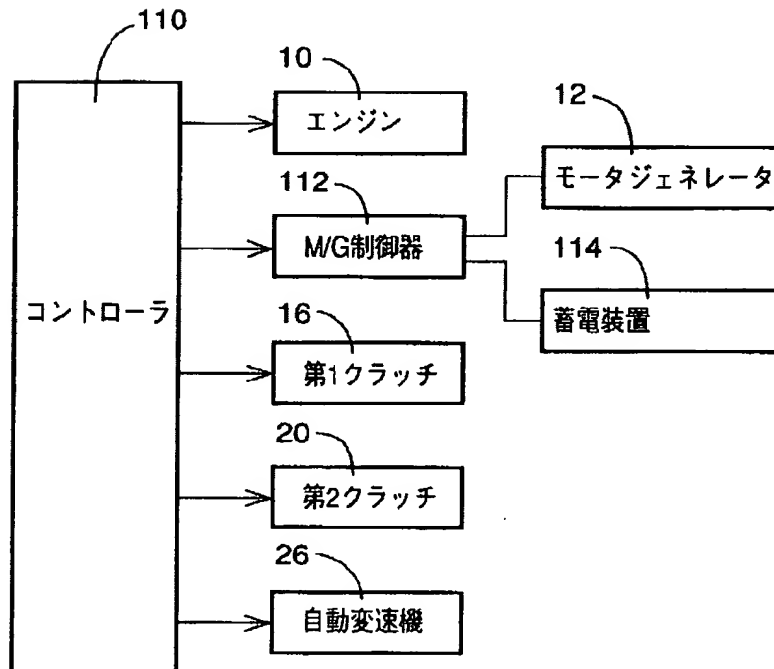 110
10
エンジン
12
モータジェネレータ
112
M/G制御器
114
蓄電装置
コントローラ
16
第1クラッチ
20
第2クラッチ
26
自動変速機